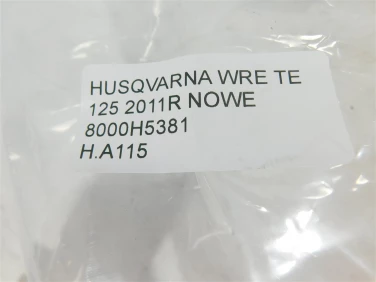 HUSQVARNA WRE TE
125 2011R NOWE
8000H5381
H.A115